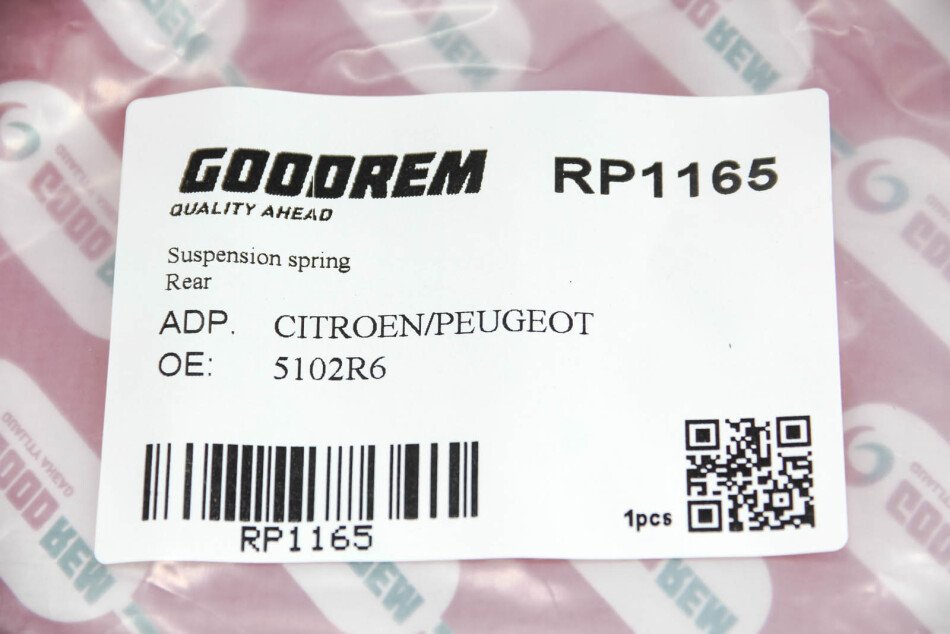 GOODREM
RP1165
QUALITY AHEAD
Suspension spring
Rear
ADP. CITROEN/PEUGEOT
OE: 5102R6
1pcs
RP1165